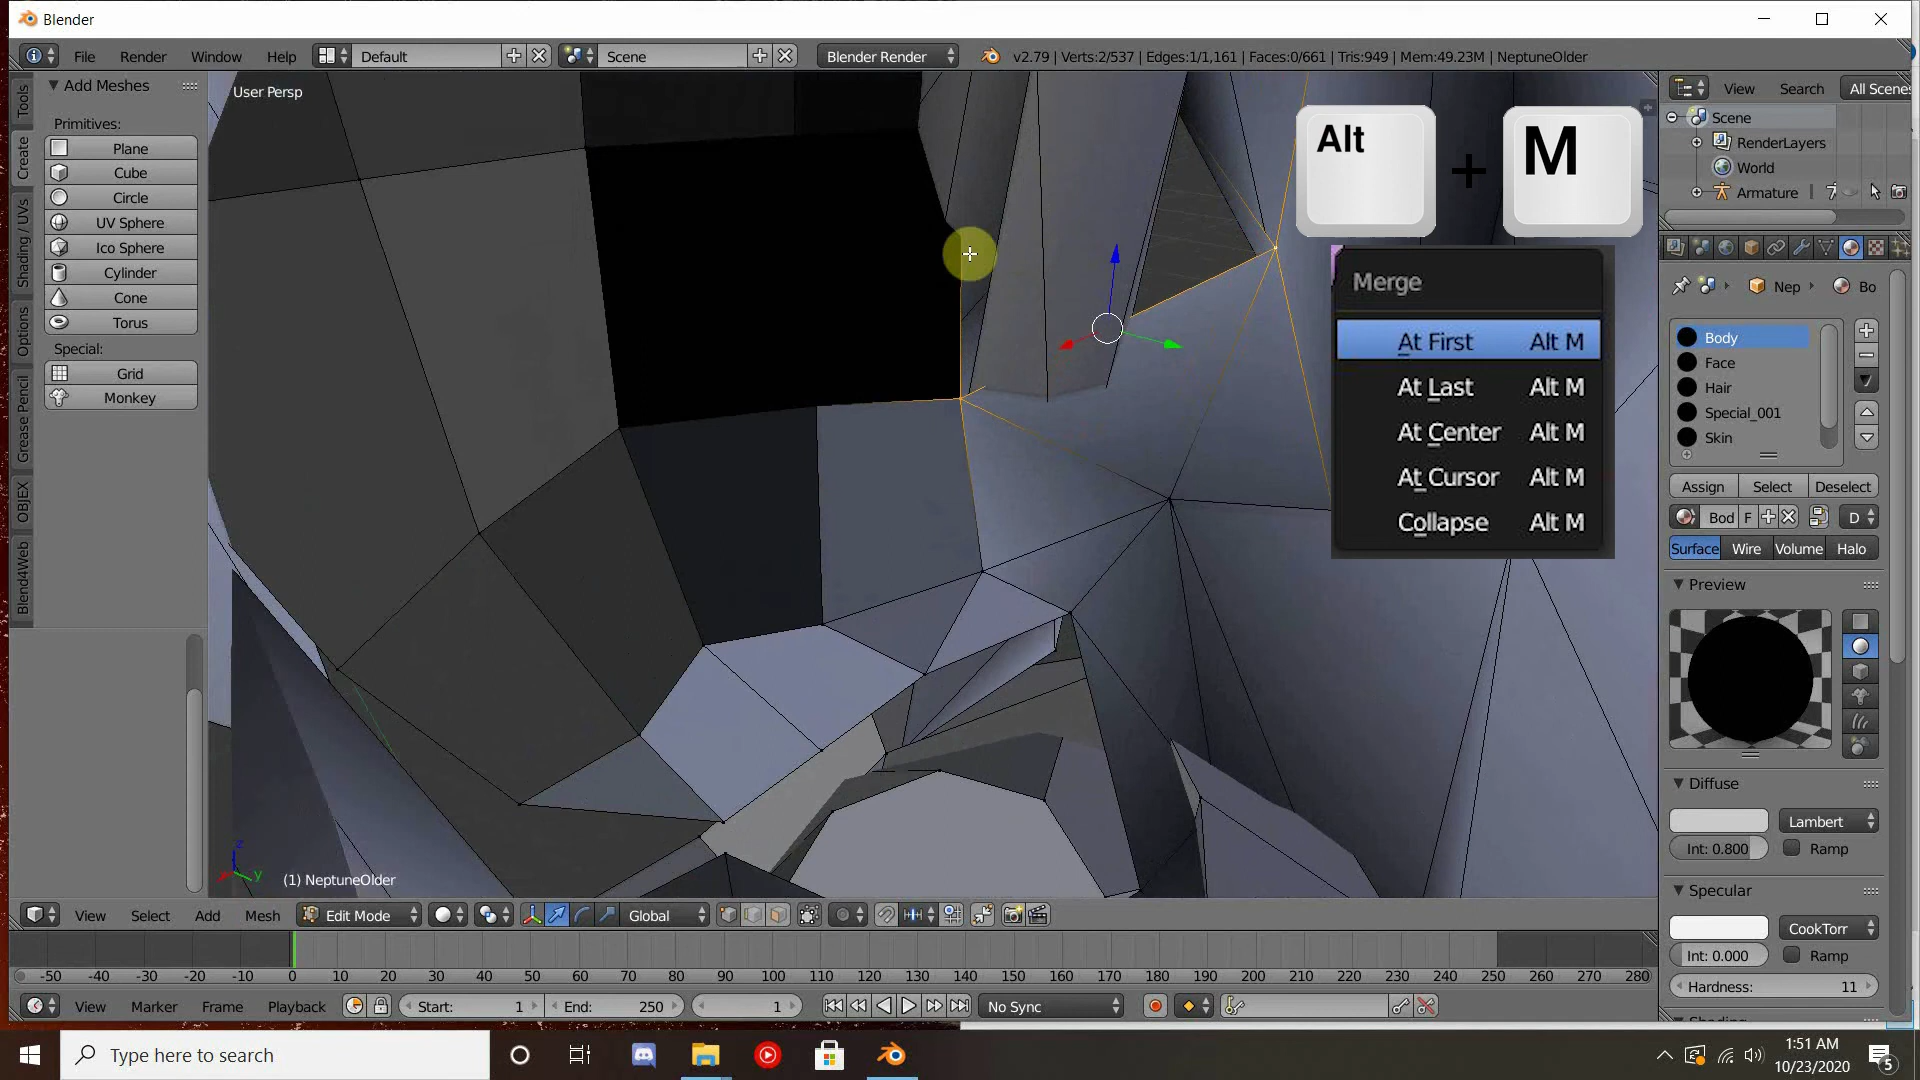 Blender
File Render Window Help Default Scene Blender Render v2.79 | Verts:2/537 | Edges:1/1,161 | Faces:0/661 | Tris:949 | Mem:49.23M | NeptuneOlder
Tools
Create
Shading / UVs
Options
Grease Pencil
OBJEX
Blend4Web
Add Meshes
Primitives:
Plane
Cube
Circle
UV Sphere
Ico Sphere
Cylinder
Cone
Torus
Special:
Grid
Monkey
User Persp
Alt + M
Merge
At First Alt M
At Last Alt M
At Center Alt M
At Cursor Alt M
Collapse Alt M
z
y
(1) NeptuneOlder
View Search All Scenes
Scene
RenderLayers
World
Armature
Nep Bo
Body
Face
Hair
Special_001
Skin
Assign Select Deselect
Bod F D
Surface Wire Volume Halo
Preview
Diffuse
Lambert
Int: 0.800 Ramp
Specular
CookTorr
Int: 0.000 Ramp
Hardness: 11
View Select Add Mesh Edit Mode Global
-50 -40 -30 -20 -10 0 10 20 30 40 50 60 70 80 90 100 110 120 130 140 150 160 170 180 190 200 210 220 230 240 250 260 270 280
View Marker Frame Playback Start: 1 End: 250 1 No Sync
Type here to search
1:51 AM
10/23/2020
5